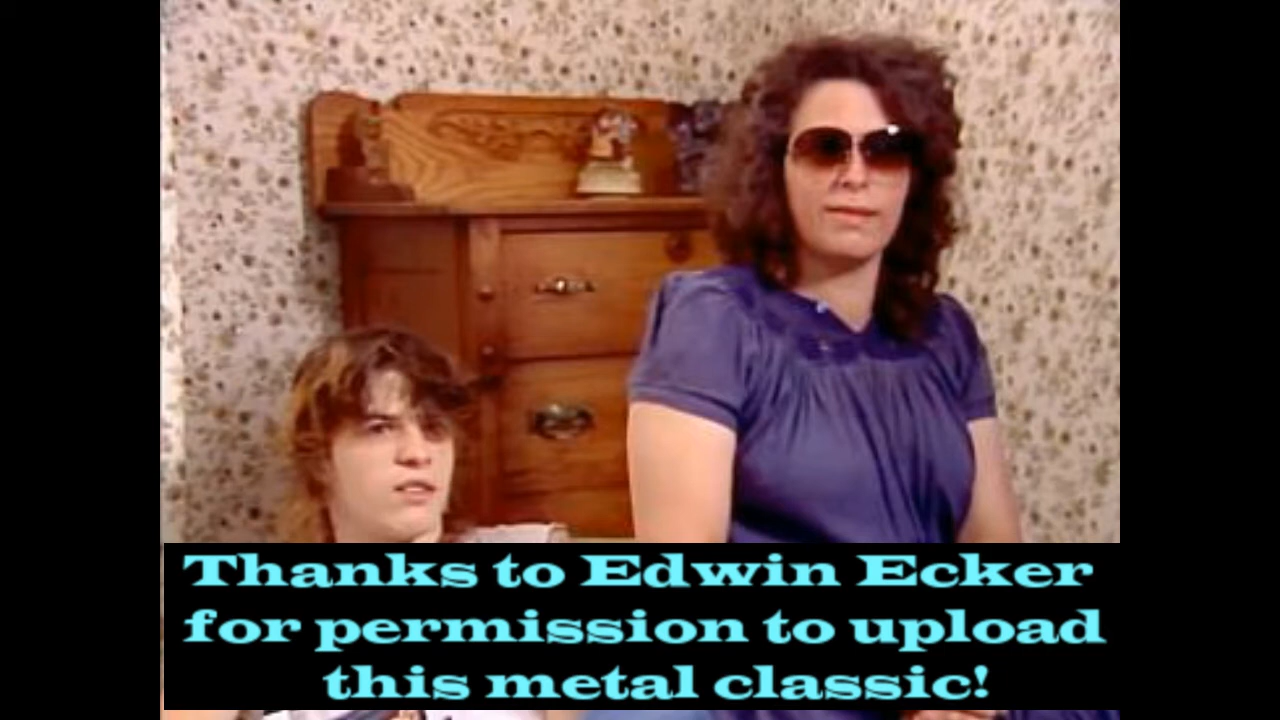 Thanks to Edwin Ecker
for permission to upload
this metal classic!